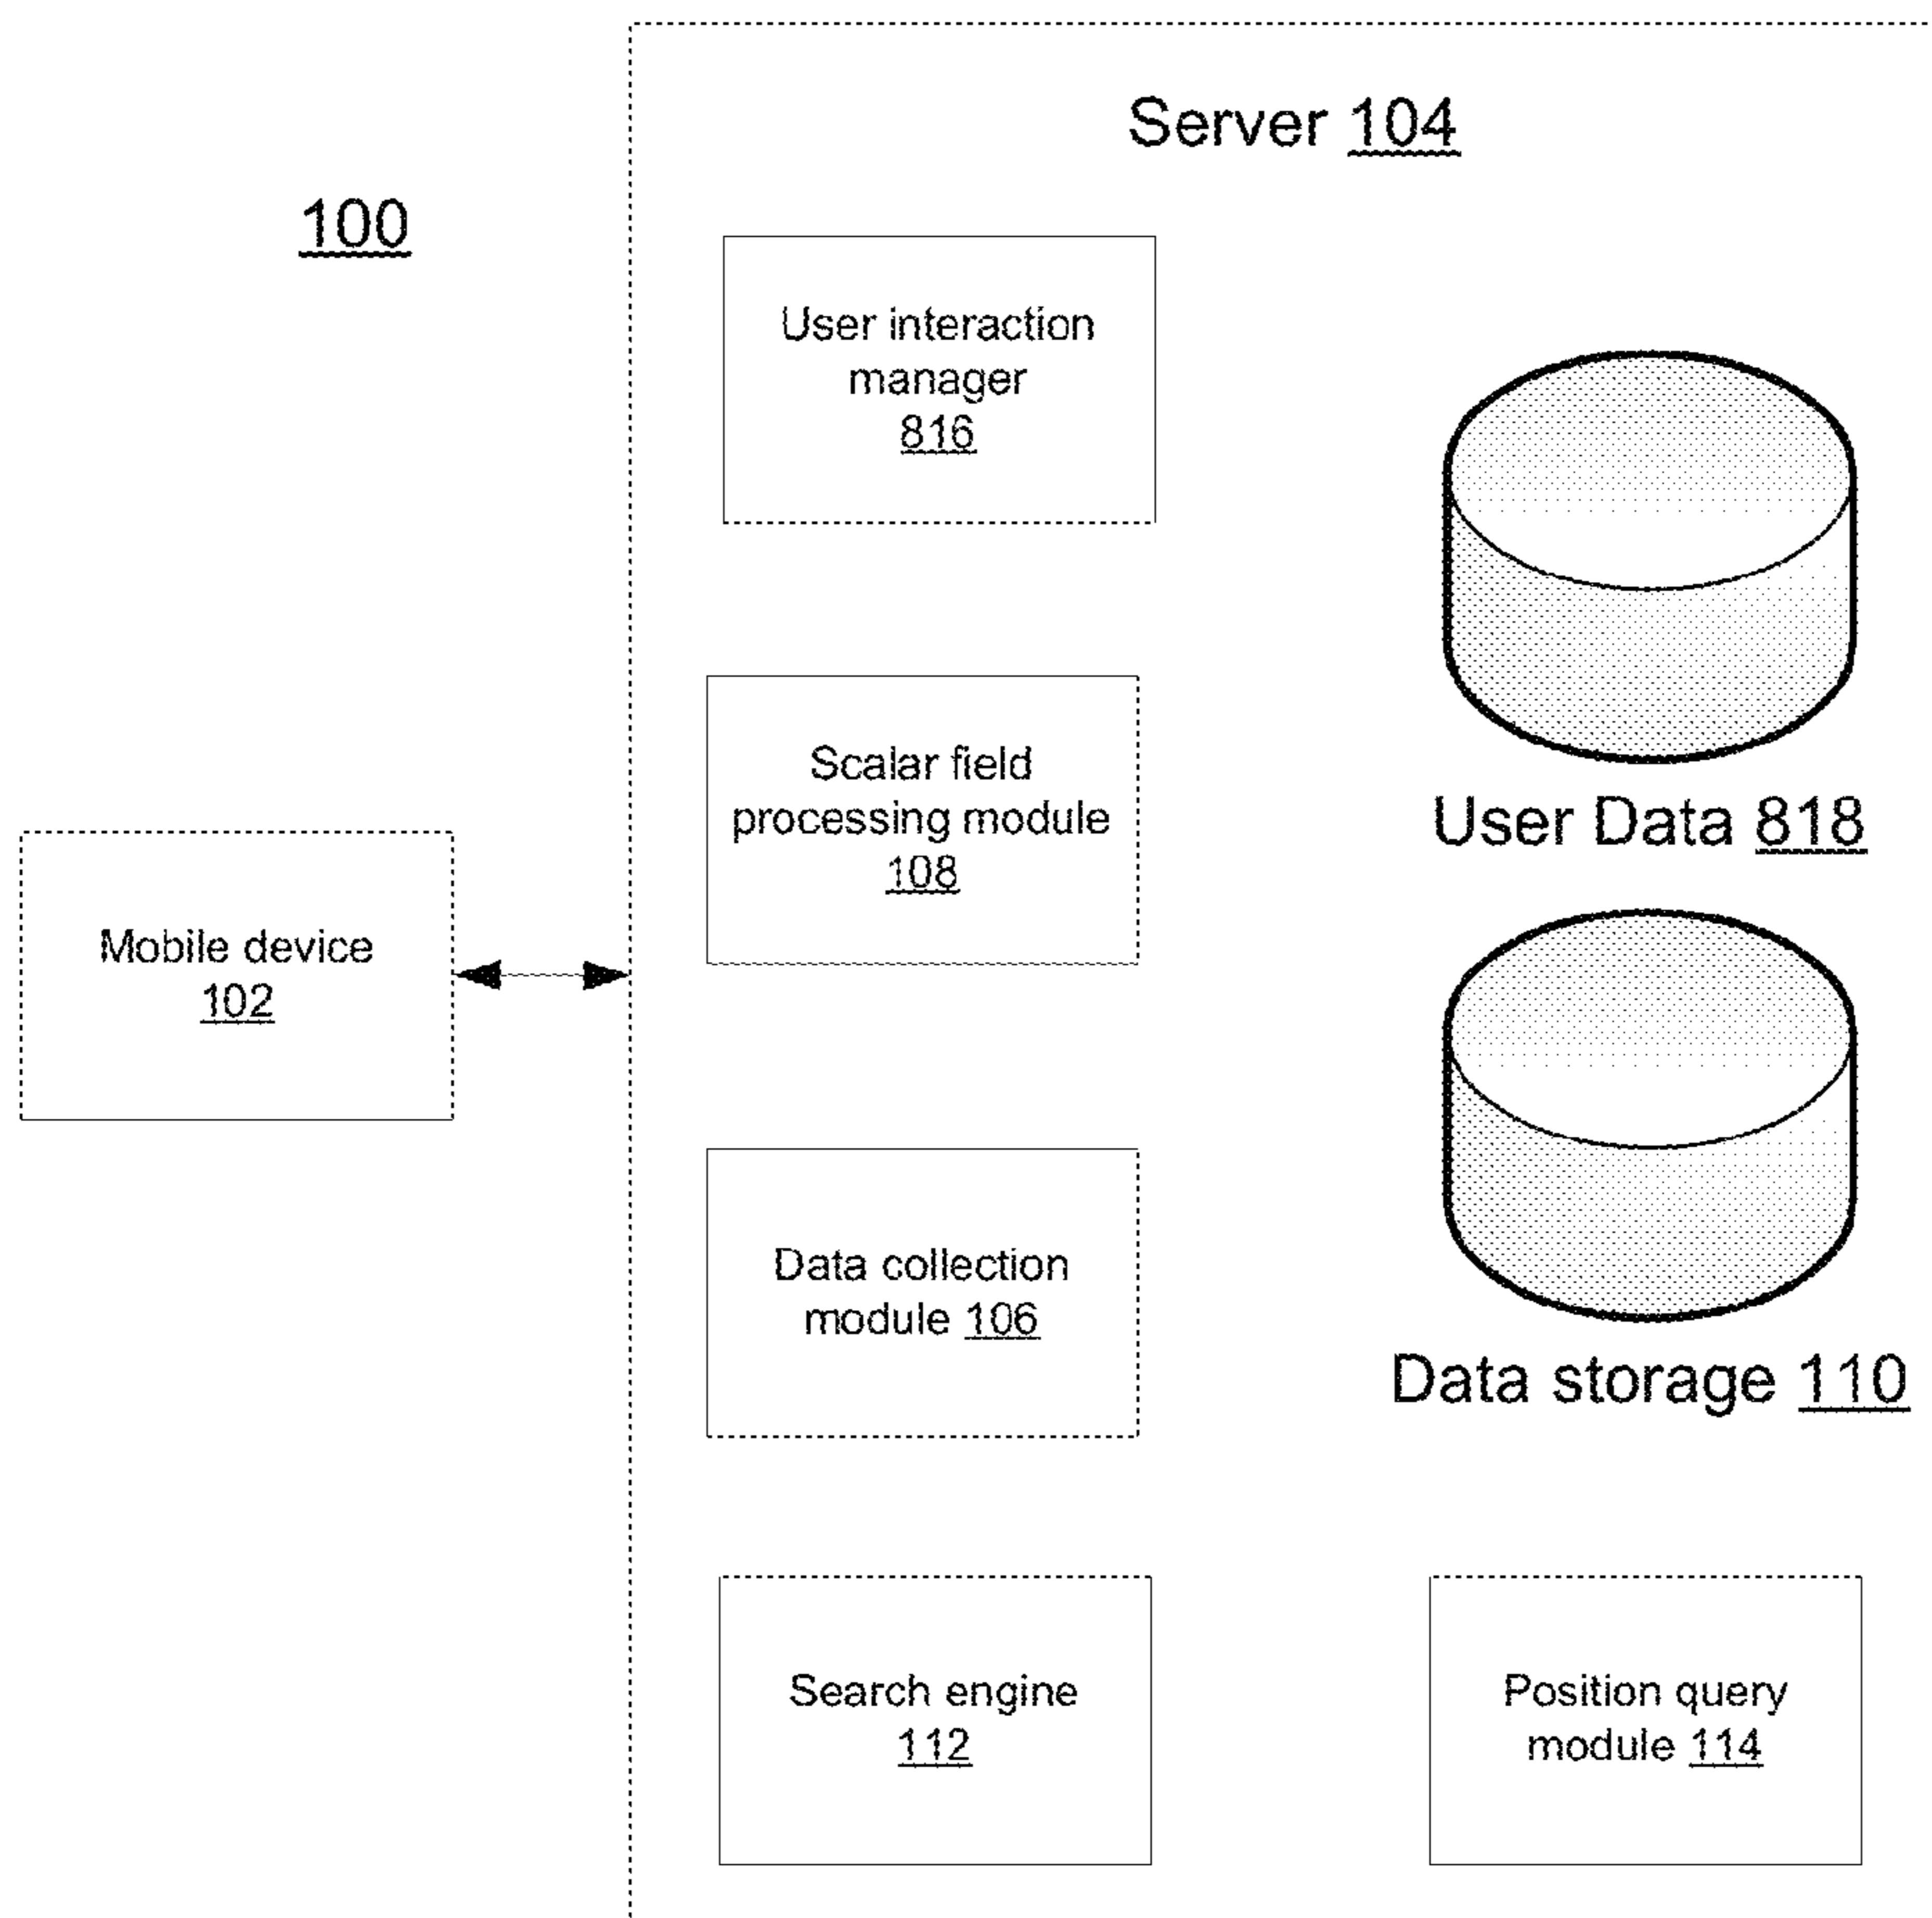 Server 104
100
User interaction
manager
816
Scalar field
processing module
108
User Data 818
Mobile device
102
Data collection
module 106
Data storage 110
Search engine
112
Position query
module 114